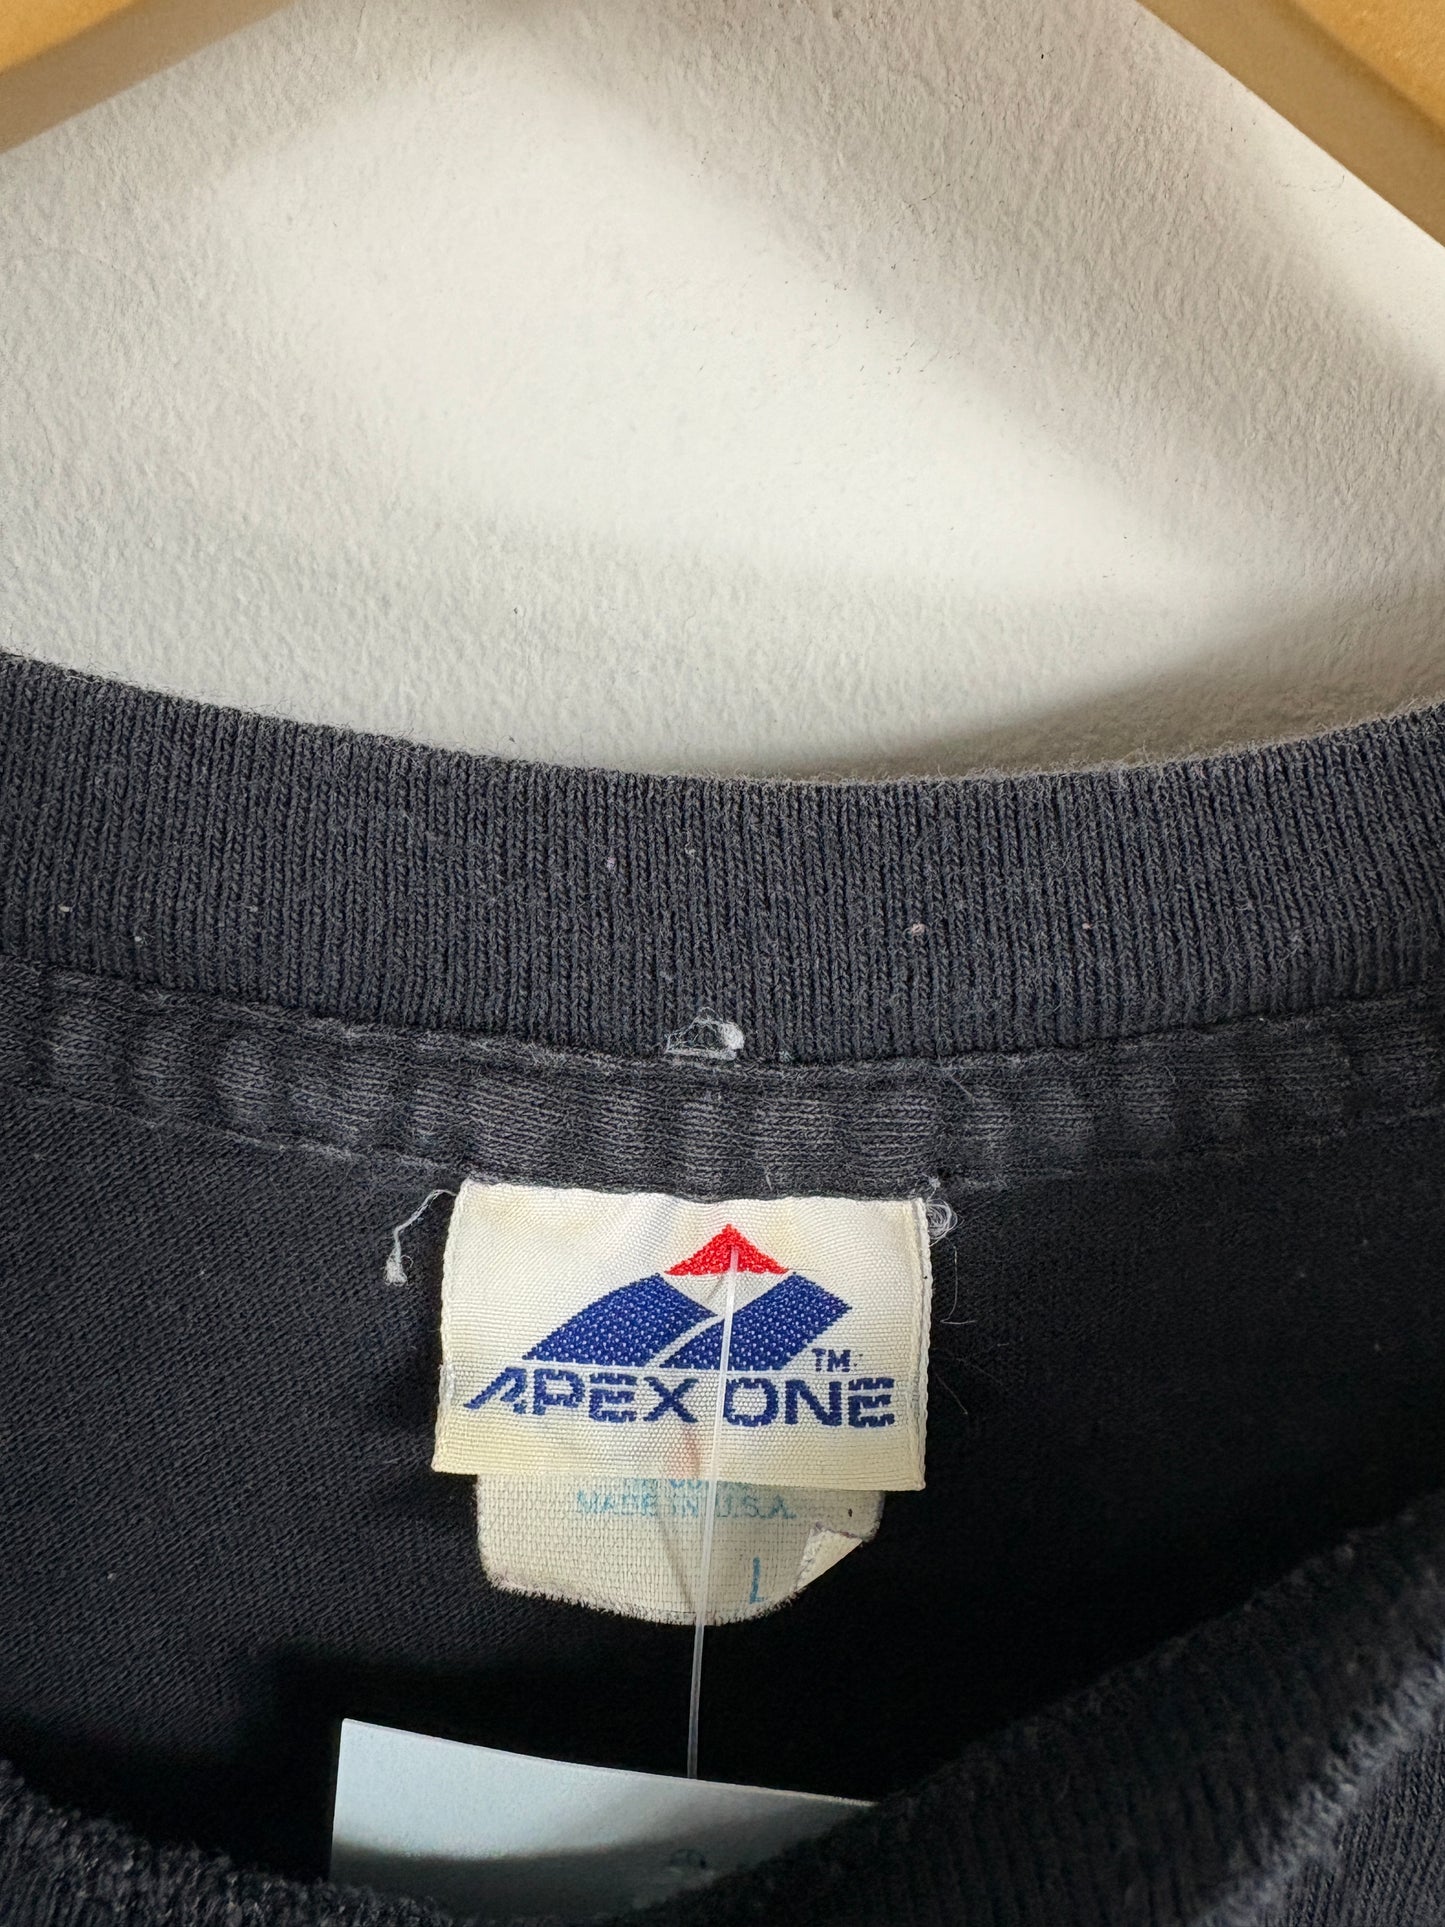 TM
APEX ONE
MADE IN U.S.A.
L